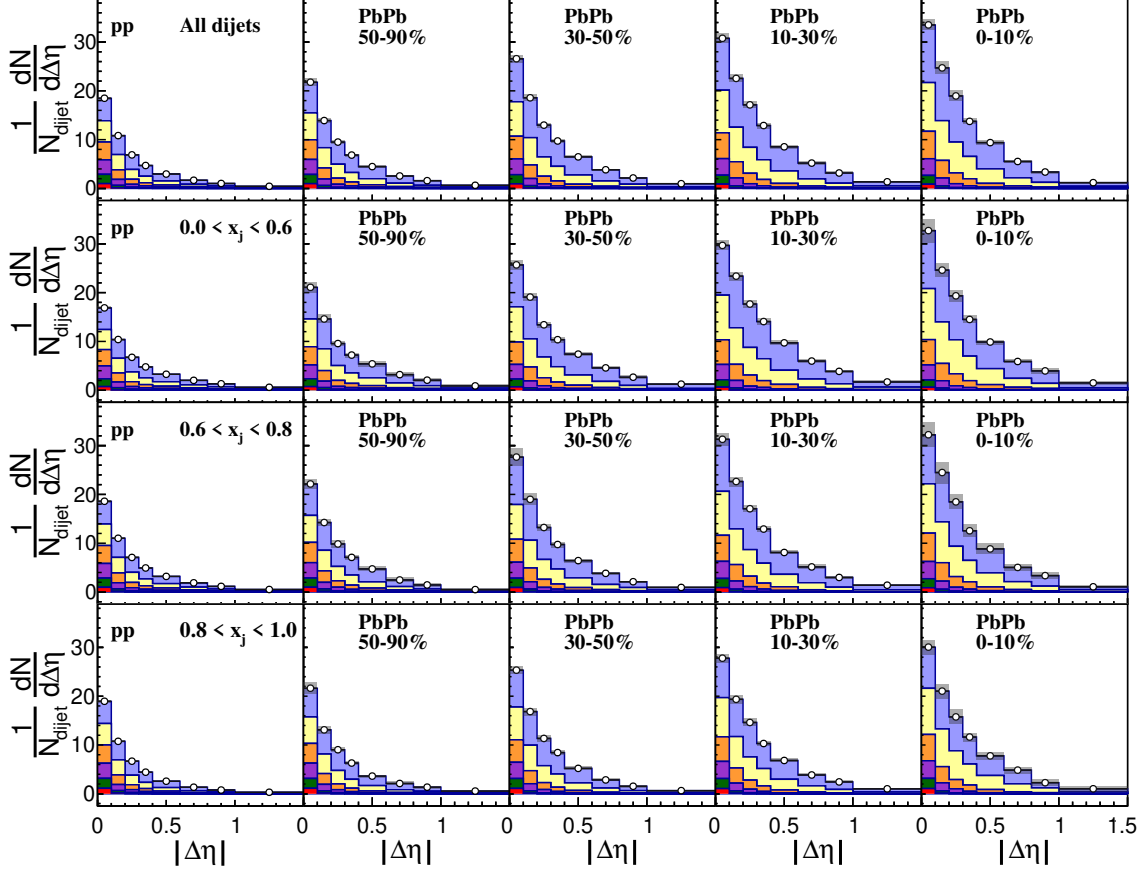 pp All dijets PbPb 50-90% PbPb 30-50% PbPb 10-30% PbPb 0-10%
1/N_dijet dN/dΔη
30
20
10
0
pp 0.0 < x_j < 0.6 PbPb 50-90% PbPb 30-50% PbPb 10-30% PbPb 0-10%
1/N_dijet dN/dΔη
30
20
10
0
pp 0.6 < x_j < 0.8 PbPb 50-90% PbPb 30-50% PbPb 10-30% PbPb 0-10%
1/N_dijet dN/dΔη
30
20
10
0
pp 0.8 < x_j < 1.0 PbPb 50-90% PbPb 30-50% PbPb 10-30% PbPb 0-10%
1/N_dijet dN/dΔη
30
20
10
0
0 0.5 1 0 0.5 1 0 0.5 1 0 0.5 1 0 0.5 1 1.5
|Δη| |Δη| |Δη| |Δη| |Δη|